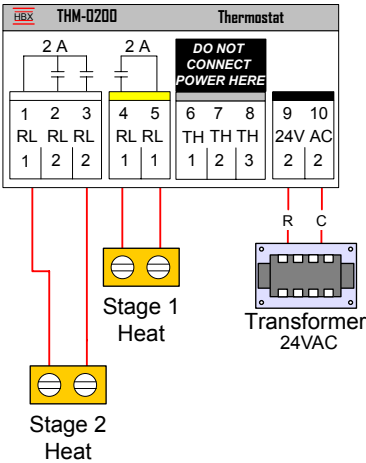 HBX THM-0200 Thermostat
2 A 2 A DO NOT CONNECT POWER HERE
1 2 3 4 5 6 7 8 9 10
RL RL RL RL RL TH TH TH 24V AC
1 2 2 1 1 1 2 3 2 2
R C
Stage 1
Heat
Transformer
24VAC
Stage 2
Heat